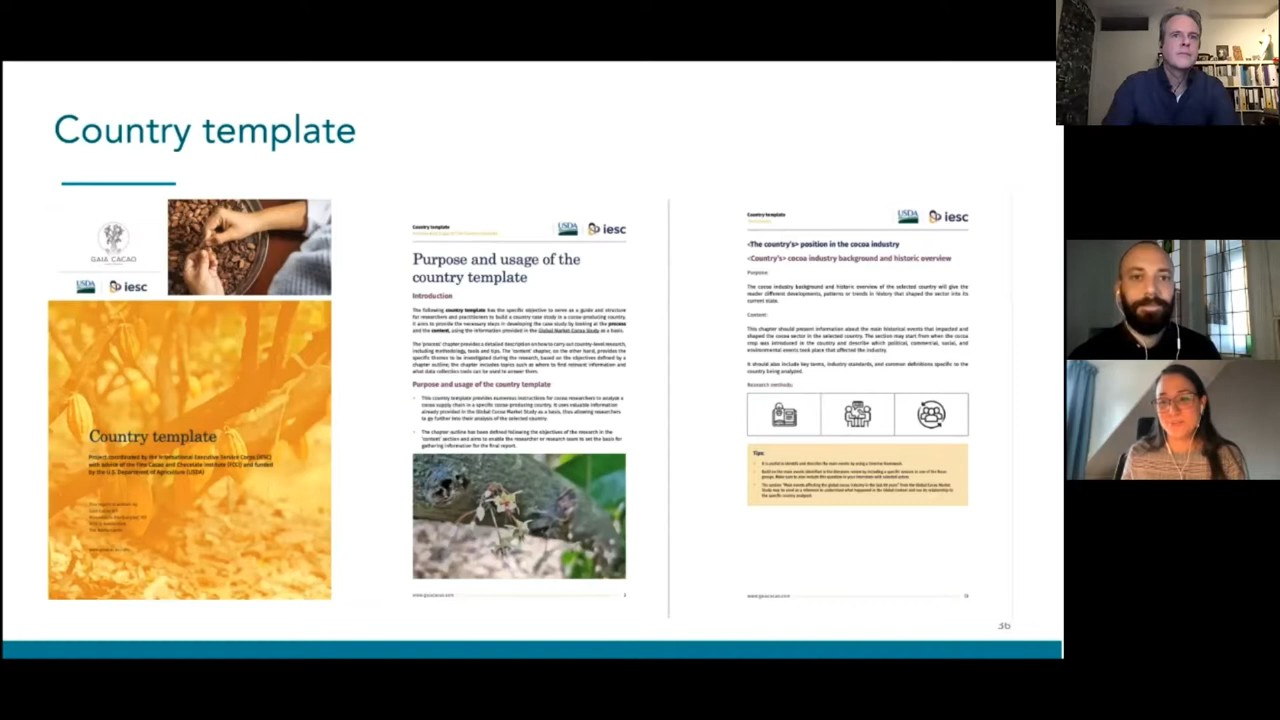 Country template
GAIA CACAO
USDA iesc
Country template
Project coordinated by the International Executive Service Corps (IESC)
with advice of the Fine Cacao and Chocolate Institute (FCCI) and funded
by the U.S. Department of Agriculture (USDA)
Country template
USDA iesc
Purpose and usage of the
country template
Introduction
The following country template has the specific objective to serve as a guide and structure
for researchers and practitioners to build a country case study in a cocoa-producing country.
It aims to provide the necessary steps in developing the case study by looking at the process
and the content, using the information provided in the Global Market Cocoa Study as a basis.
The 'process' chapter provides a detailed description on how to carry out country-level research,
including methodology, tools and tips. The 'content' chapter, on the other hand, provides the
specific themes to be investigated during the research, based on the objectives defined by a
chapter outline, the chapter includes topics such as where to find relevant information and
what data collection tools can be used to answer them.
Purpose and usage of the country template
This country template provides numerous instructions for cocoa researchers to analyze a
cocoa supply chain in a specific cocoa-producing country. It uses valuable information
already provided in the Global Cocoa Market Study as a basis, thus allowing researchers
to go further into their analysis of the selected country.
The chapter outline has been defined following the objectives of the research in the
'content' section and aims to enable the researcher or research team to set the basis for
gathering information for the final report.
www.gaiacacao.com
Country template
USDA iesc
<The country's> position in the cocoa industry
<Country's> cocoa industry background and historic overview
Purpose:
The cocoa industry background and historic overview of the selected country will give the
reader different developments, patterns or trends in history that shaped the sector into its
current state.
Content:
This chapter should present information about the main historical events that impacted and
shaped the cocoa sector in the selected country. The section may start from when the cocoa
crop was introduced in the country and describe which political, commercial, social, and
environmental events took place that affected the industry.
It should also include key terms, industry standards, and common definitions specific to the
country being analyzed.
Research methods:
Tips:
www.gaiacacao.com
36